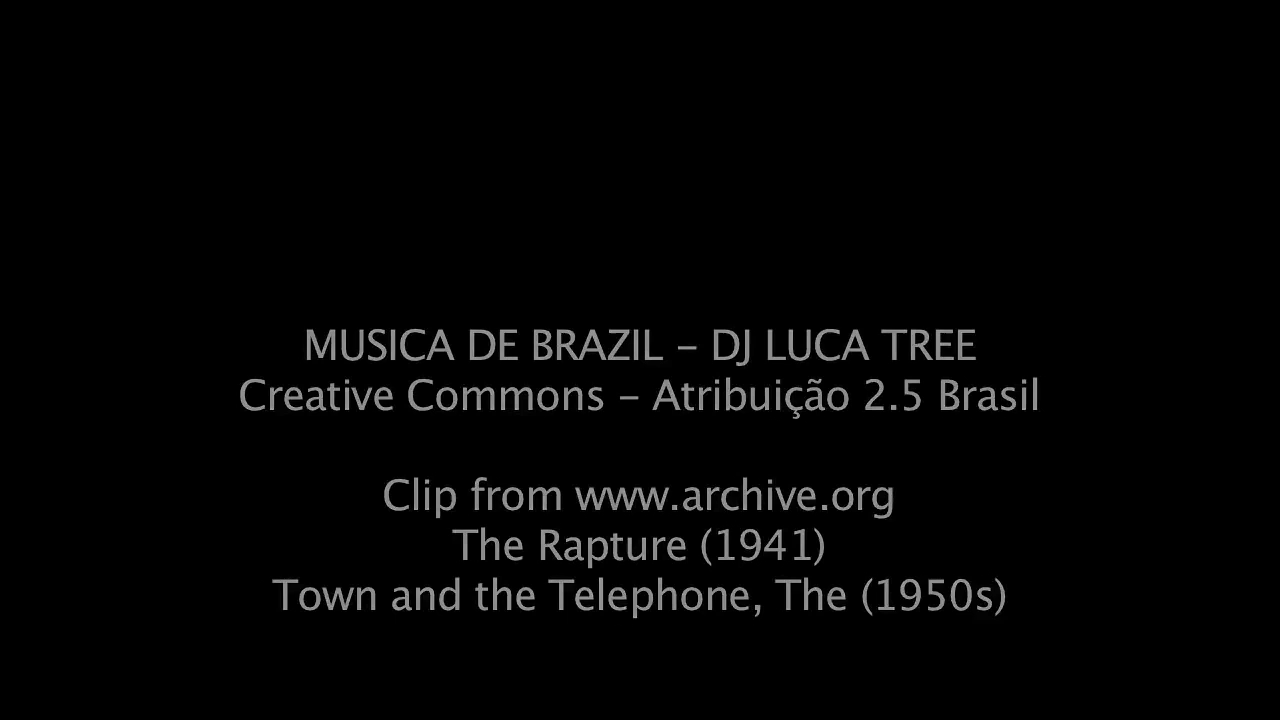 MUSICA DE BRAZIL – DJ LUCA TREE
Creative Commons – Atribuição 2.5 Brasil
Clip from www.archive.org
The Rapture (1941)
Town and the Telephone, The (1950s)